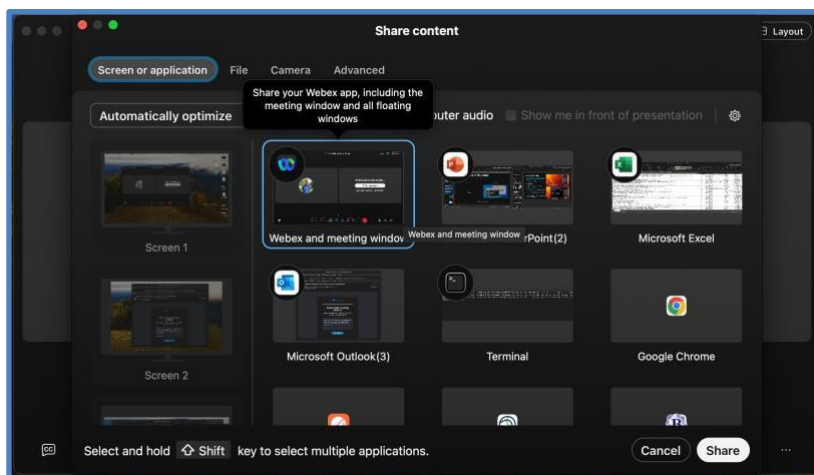 Share content
Layout
Screen or application
File
Camera
Advanced
Share your Webex app, including the
meeting window and all floating
windows
Automatically optimize
audio
Show me in front of presentation
Screen 1
Webex and meeting window
Webex and meeting window
Point(2)
Microsoft Excel
Screen 2
Microsoft Outlook(3)
Terminal
Google Chrome
CC
Select and hold Shift key to select multiple applications.
Cancel
Share